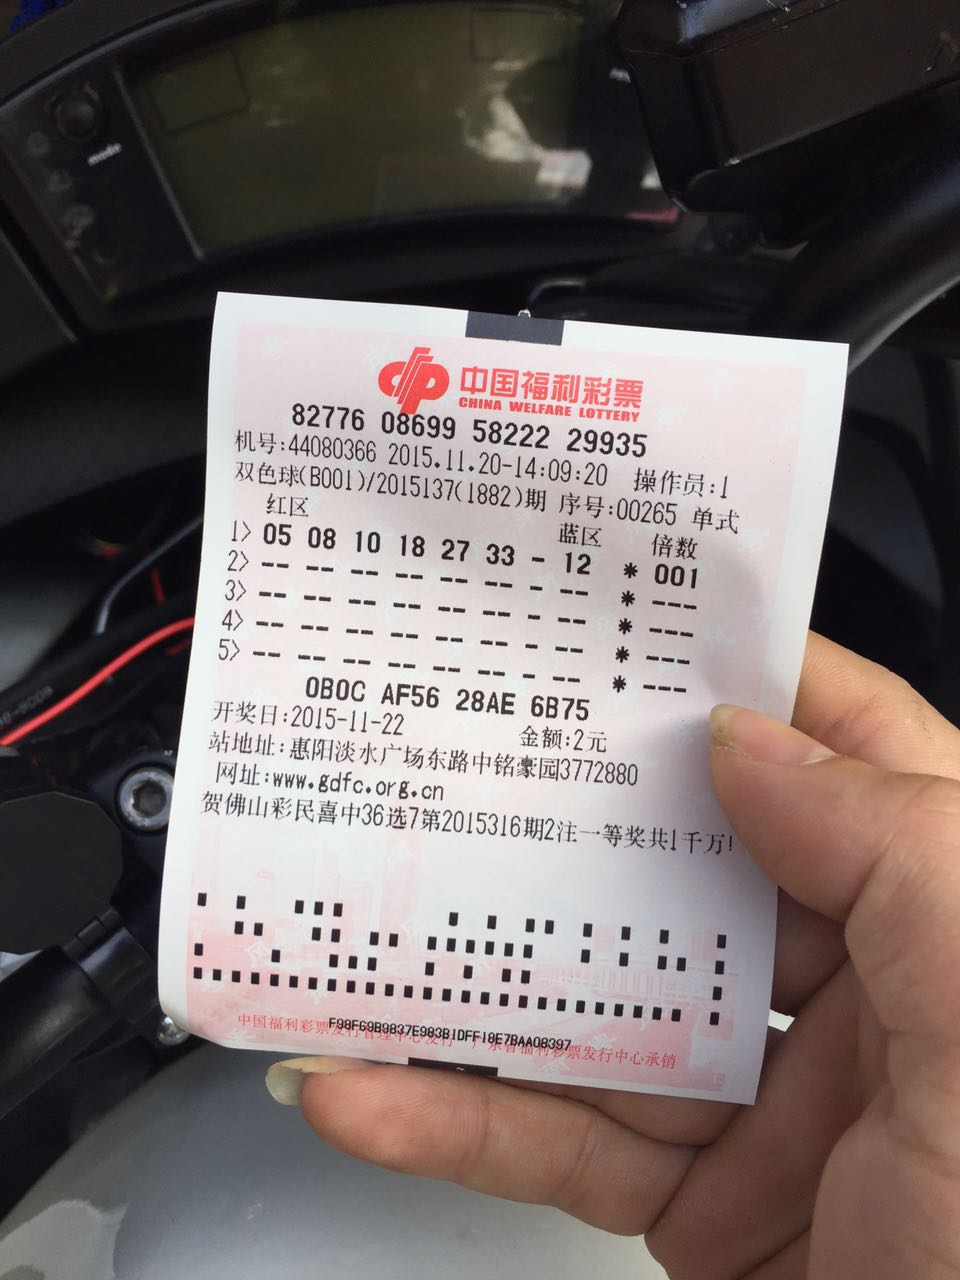 mode
中国福利彩票
CHINA WELFARE LOTTERY
82776 08699 58222 29935
机号:44080366 2015.11.20-14:09:20 操作员:1
双色球(B001)/2015137(1882)期 序号:00265 单式
红区 蓝区 倍数
1> 05 08 10 18 27 33 - 12 * 001
2> -- -- -- -- -- -- - -- * ---
3> -- -- -- -- -- -- - -- * ---
4> -- -- -- -- -- -- - -- * ---
5> -- -- -- -- -- -- - -- * ---
0B0C AF56 28AE 6B75
开奖日:2015-11-22 金额:2元
站地址:惠阳淡水广场东路中铭豪园3772880
网址:www.gdfc.org.cn
贺佛山彩民喜中36选7第2015316期2注一等奖共1千万!
F98F69B9837E983B1DFF18E7BAA08397
中国福利彩票发行管理中心发行 广东省福利彩票发行中心承销